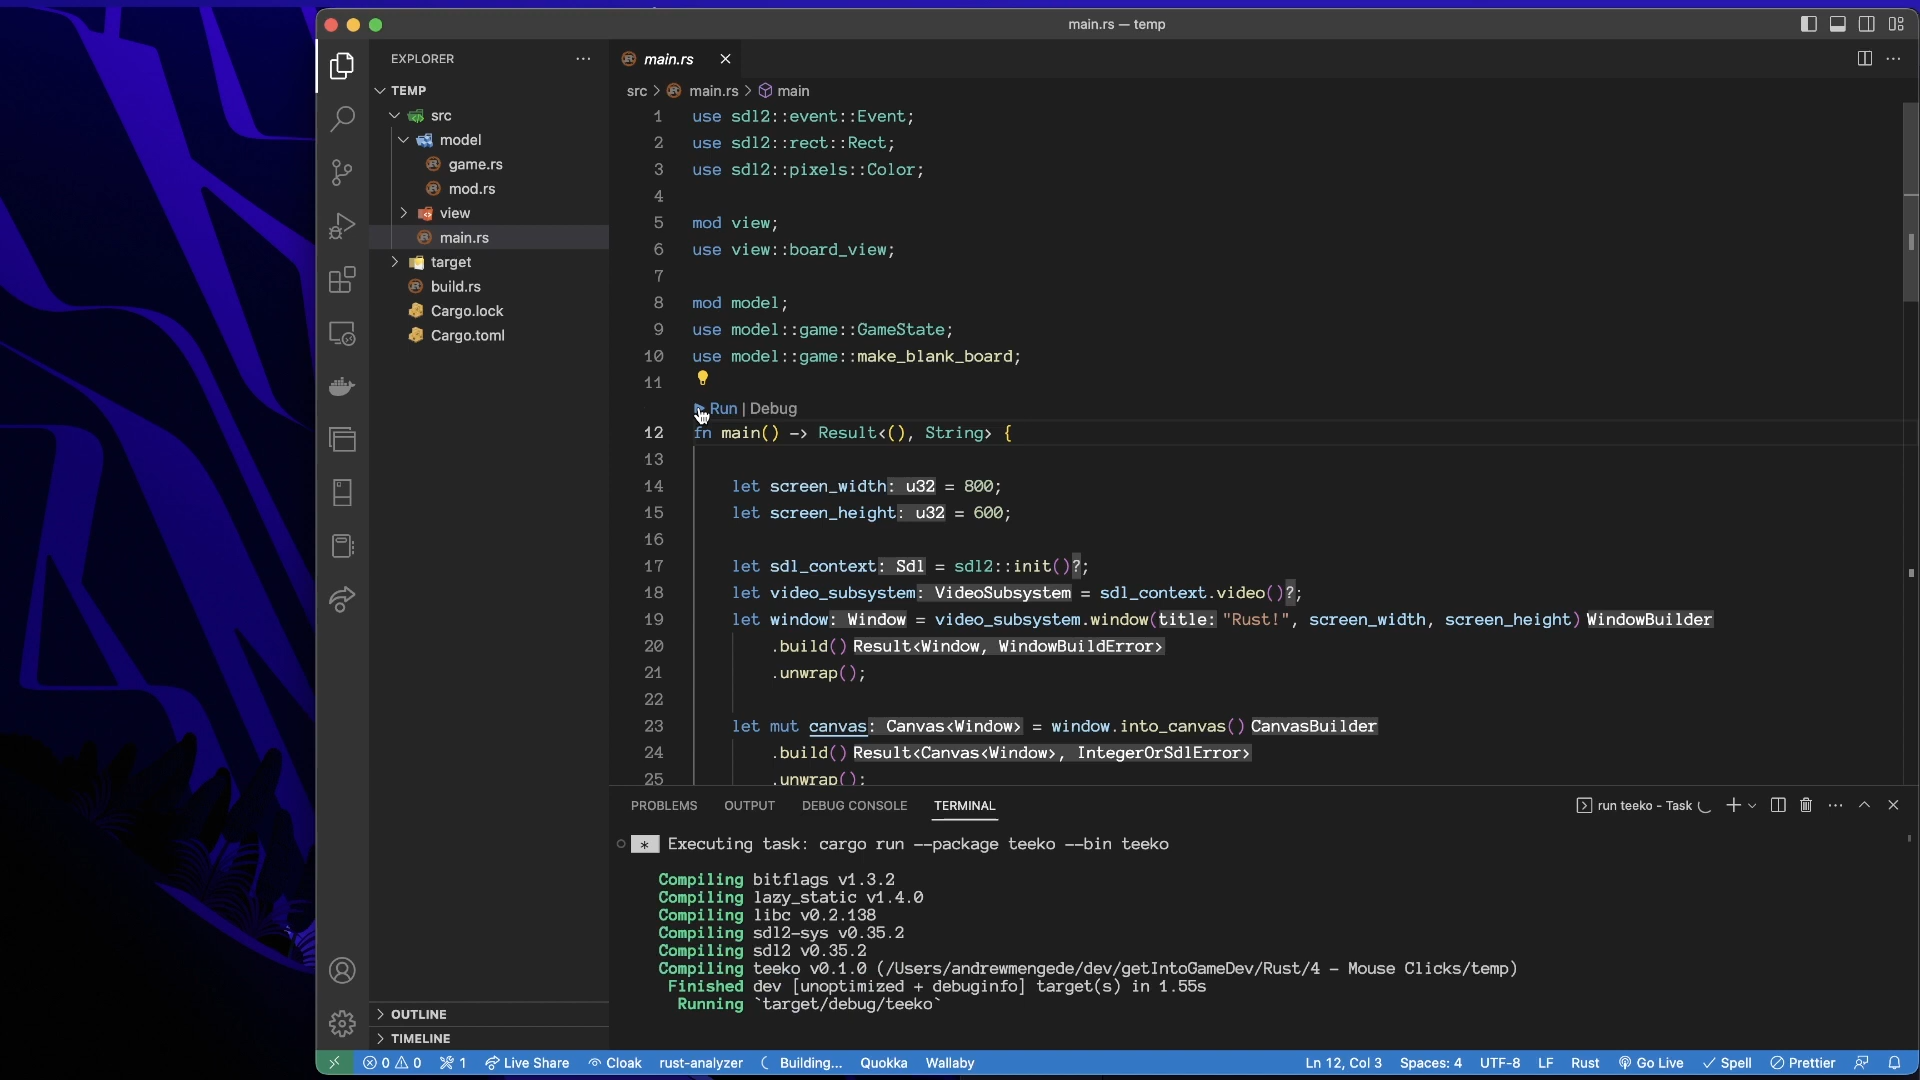 main.rs — temp
EXPLORER
TEMP
src
model
game.rs
mod.rs
view
main.rs
target
build.rs
Cargo.lock
Cargo.toml
OUTLINE
TIMELINE
main.rs
src > main.rs > main
1 use sdl2::event::Event;
2 use sdl2::rect::Rect;
3 use sdl2::pixels::Color;
4
5 mod view;
6 use view::board_view;
7
8 mod model;
9 use model::game::GameState;
10 use model::game::make_blank_board;
11
Run | Debug
12 fn main() -> Result<(), String> {
13
14 let screen_width: u32 = 800;
15 let screen_height: u32 = 600;
16
17 let sdl_context: Sdl = sdl2::init()?;
18 let video_subsystem: VideoSubsystem = sdl_context.video()?;
19 let window: Window = video_subsystem.window(title: "Rust!", screen_width, screen_height) WindowBuilder
20 .build() Result<Window, WindowBuildError>
21 .unwrap();
22
23 let mut canvas: Canvas<Window> = window.into_canvas() CanvasBuilder
24 .build() Result<Canvas<Window>, IntegerOrSdlError>
25 .unwrap();
PROBLEMS OUTPUT DEBUG CONSOLE TERMINAL
run teeko - Task
* Executing task: cargo run --package teeko --bin teeko
Compiling bitflags v1.3.2
Compiling lazy_static v1.4.0
Compiling libc v0.2.138
Compiling sdl2-sys v0.35.2
Compiling sdl2 v0.35.2
Compiling teeko v0.1.0 (/Users/andrewmengede/dev/getIntoGameDev/Rust/4 - Mouse Clicks/temp)
Finished dev [unoptimized + debuginfo] target(s) in 1.55s
Running `target/debug/teeko`
0 0 1 Live Share Cloak rust-analyzer Building... Quokka Wallaby
Ln 12, Col 3 Spaces: 4 UTF-8 LF Rust Go Live Spell Prettier